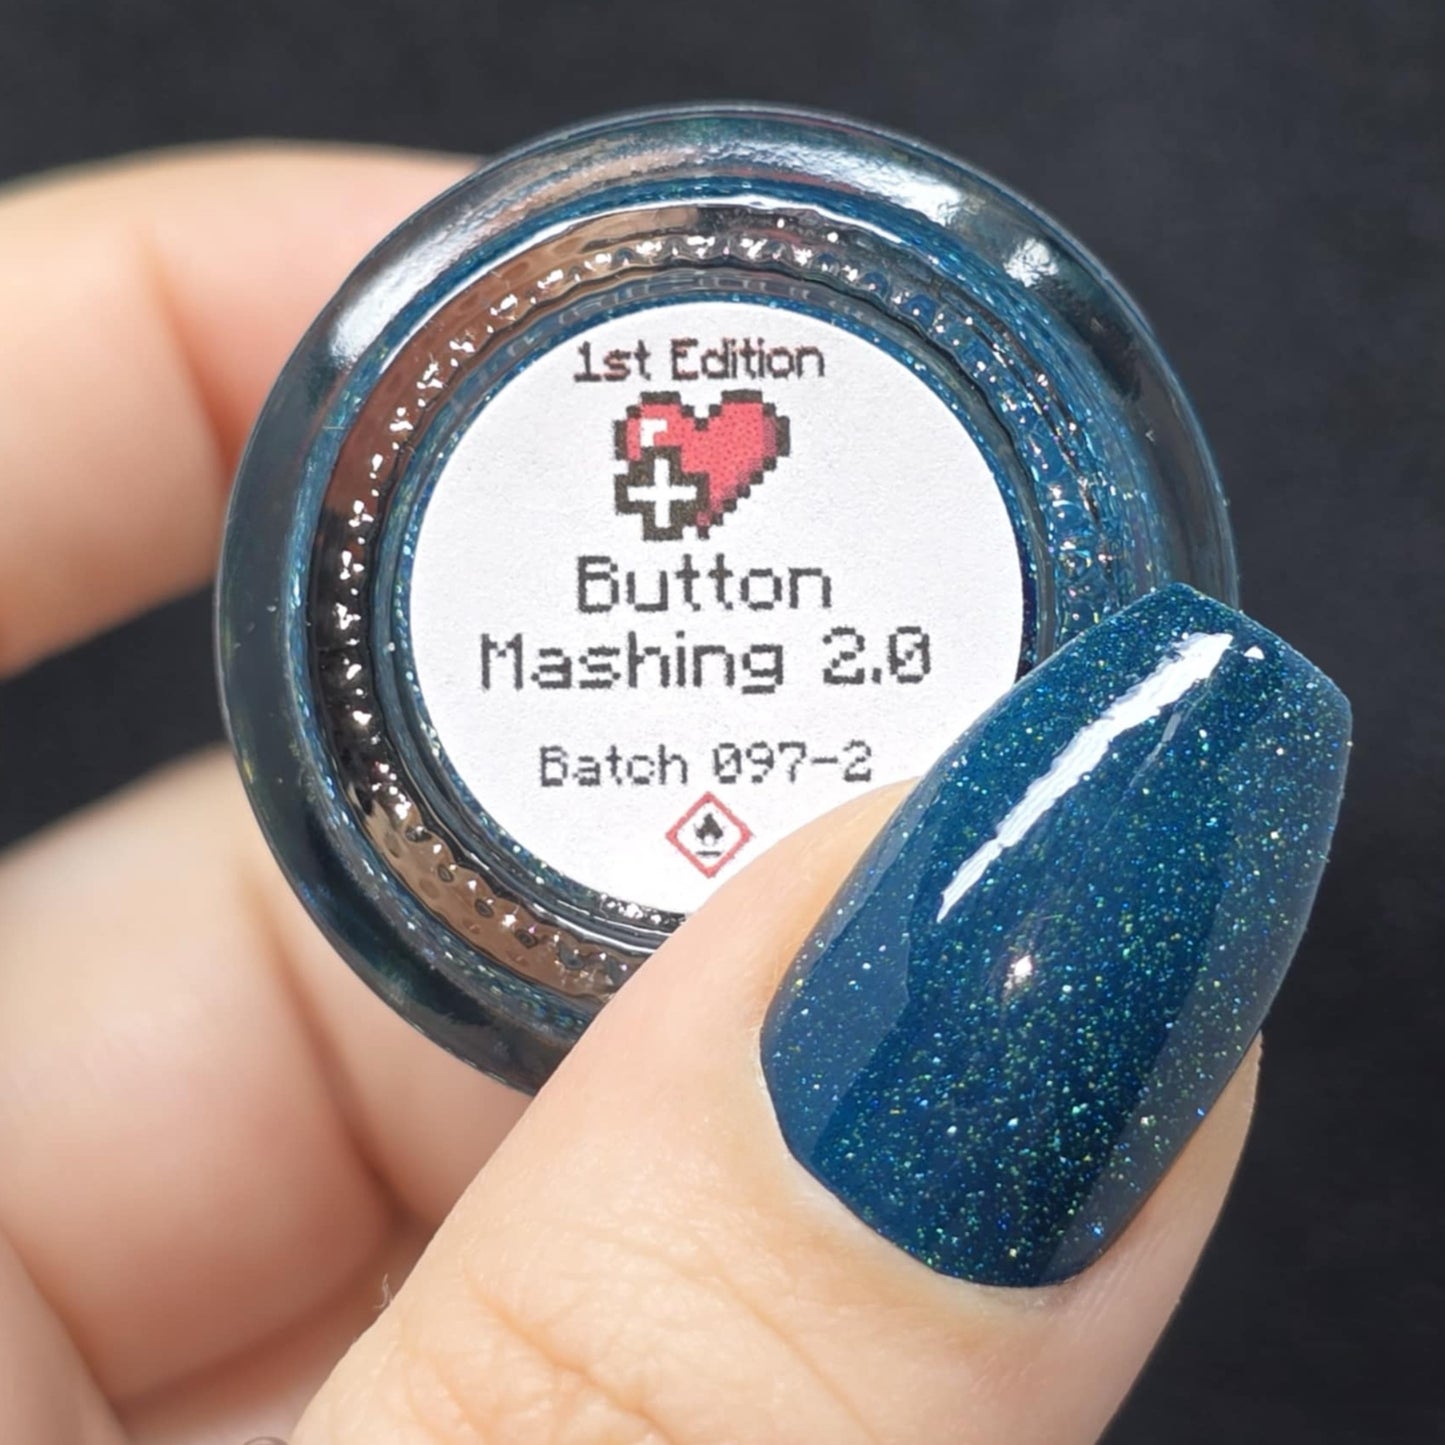 1st Edition
Button
Mashing 2.0
Batch 097-2